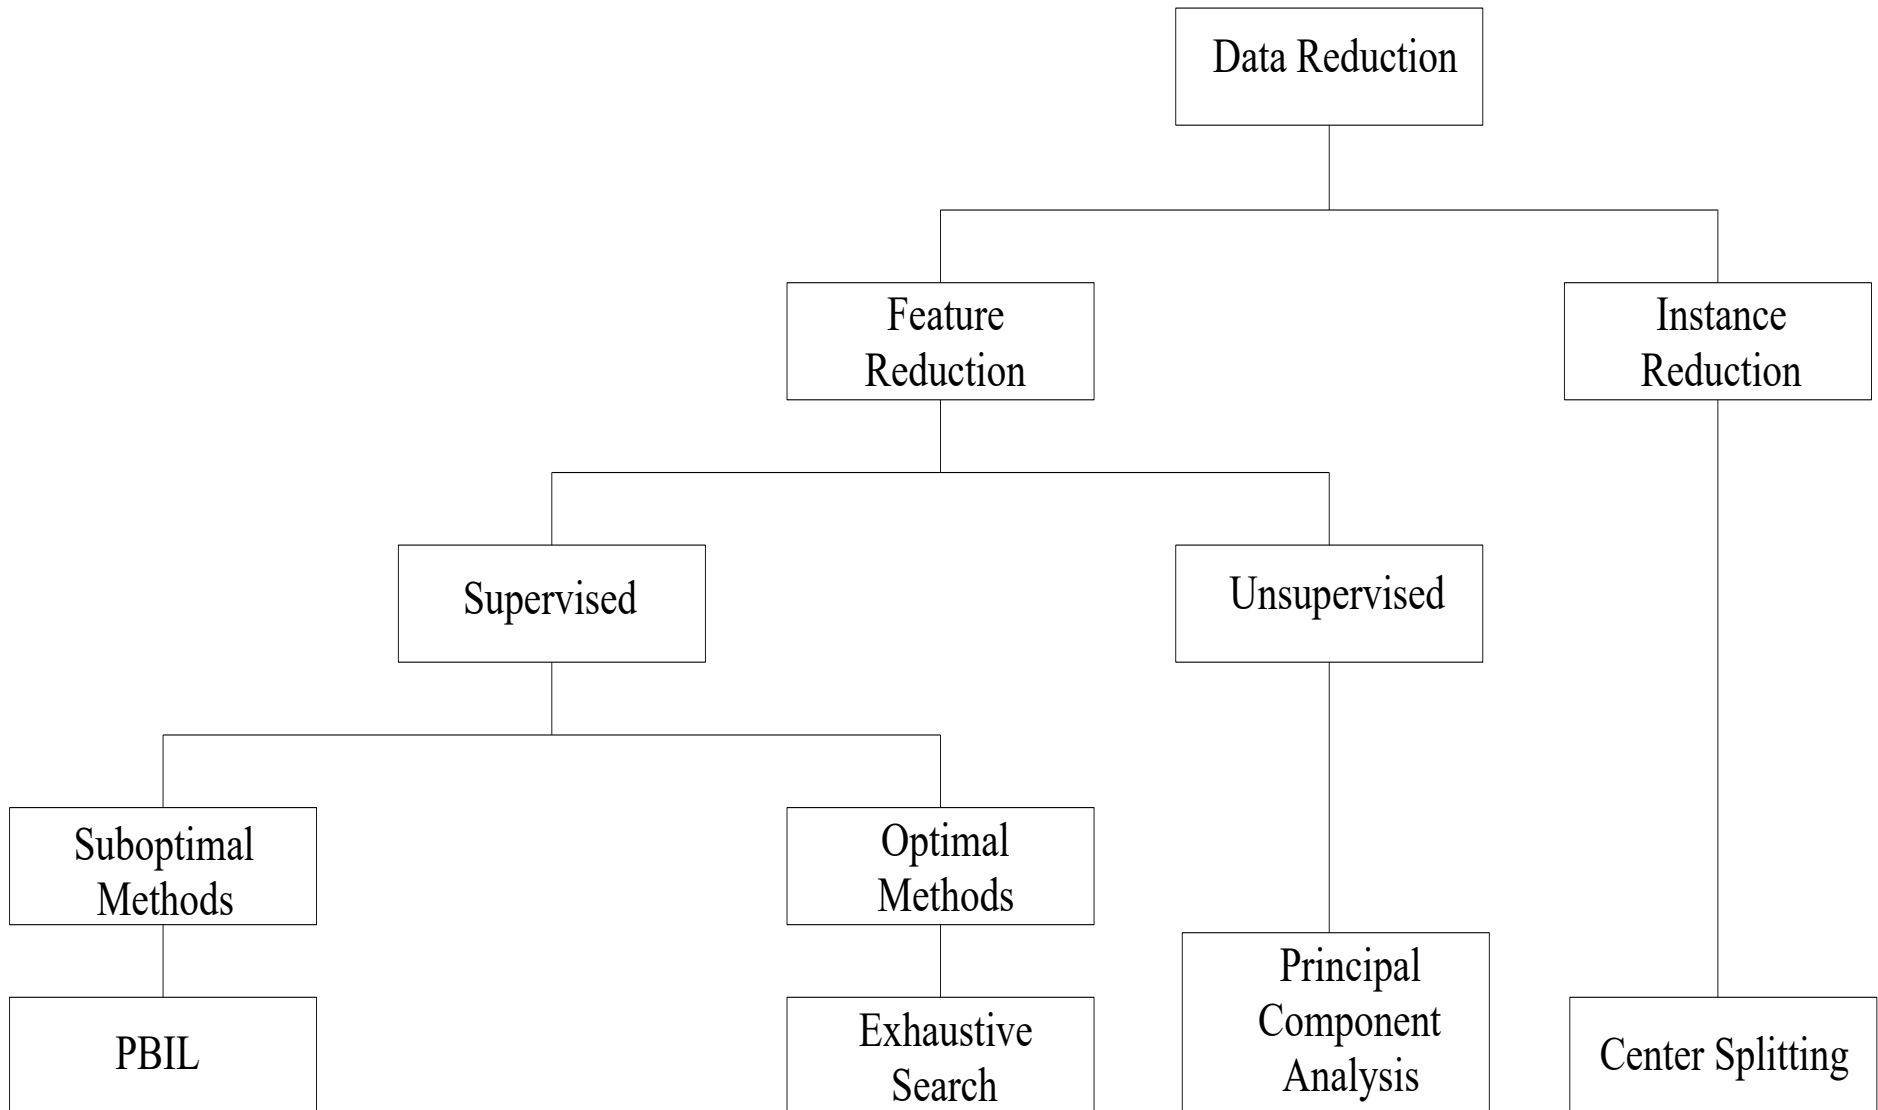 Data Reduction
Feature
Reduction
Instance
Reduction
Supervised
Unsupervised
Suboptimal
Methods
Optimal
Methods
PBIL
Exhaustive
Search
Principal
Component
Analysis
Center Splitting